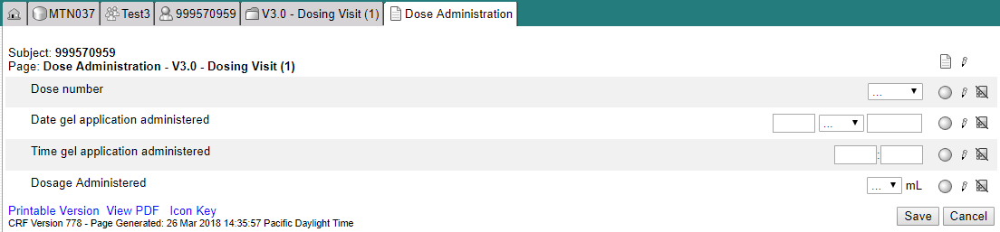 MTN037 Test3 999570959 V3.0 - Dosing Visit (1) Dose Administration
Subject: 999570959
Page: Dose Administration - V3.0 - Dosing Visit (1)
Dose number ...
Date gel application administered ...
Time gel application administered :
Dosage Administered ... mL
Printable Version View PDF Icon Key
CRF Version 778 - Page Generated: 26 Mar 2018 14:35:57 Pacific Daylight Time
Save Cancel